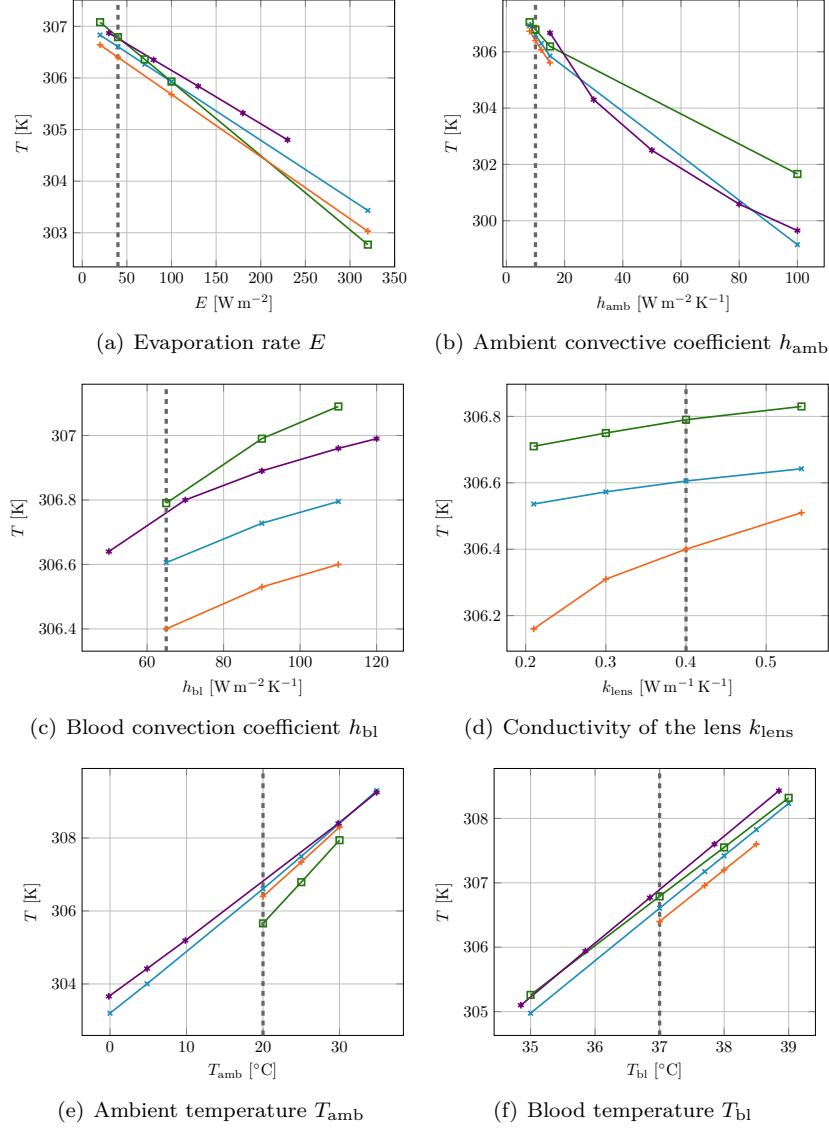 307
306
305
304
303
T [K]
0 50 100 150 200 250 300 350
E [W m−2]
(a) Evaporation rate E
306
304
302
300
T [K]
0 20 40 60 80 100
hamb [W m−2 K−1]
(b) Ambient convective coefficient hamb
307
306.8
306.6
306.4
T [K]
60 80 100 120
hbl [W m−2 K−1]
(c) Blood convection coefficient hbl
306.8
306.6
306.4
306.2
T [K]
0.2 0.3 0.4 0.5
klens [W m−1 K−1]
(d) Conductivity of the lens klens
308
306
304
T [K]
0 10 20 30
Tamb [°C]
(e) Ambient temperature Tamb
308
307
306
305
T [K]
35 36 37 38 39
Tbl [°C]
(f) Blood temperature Tbl